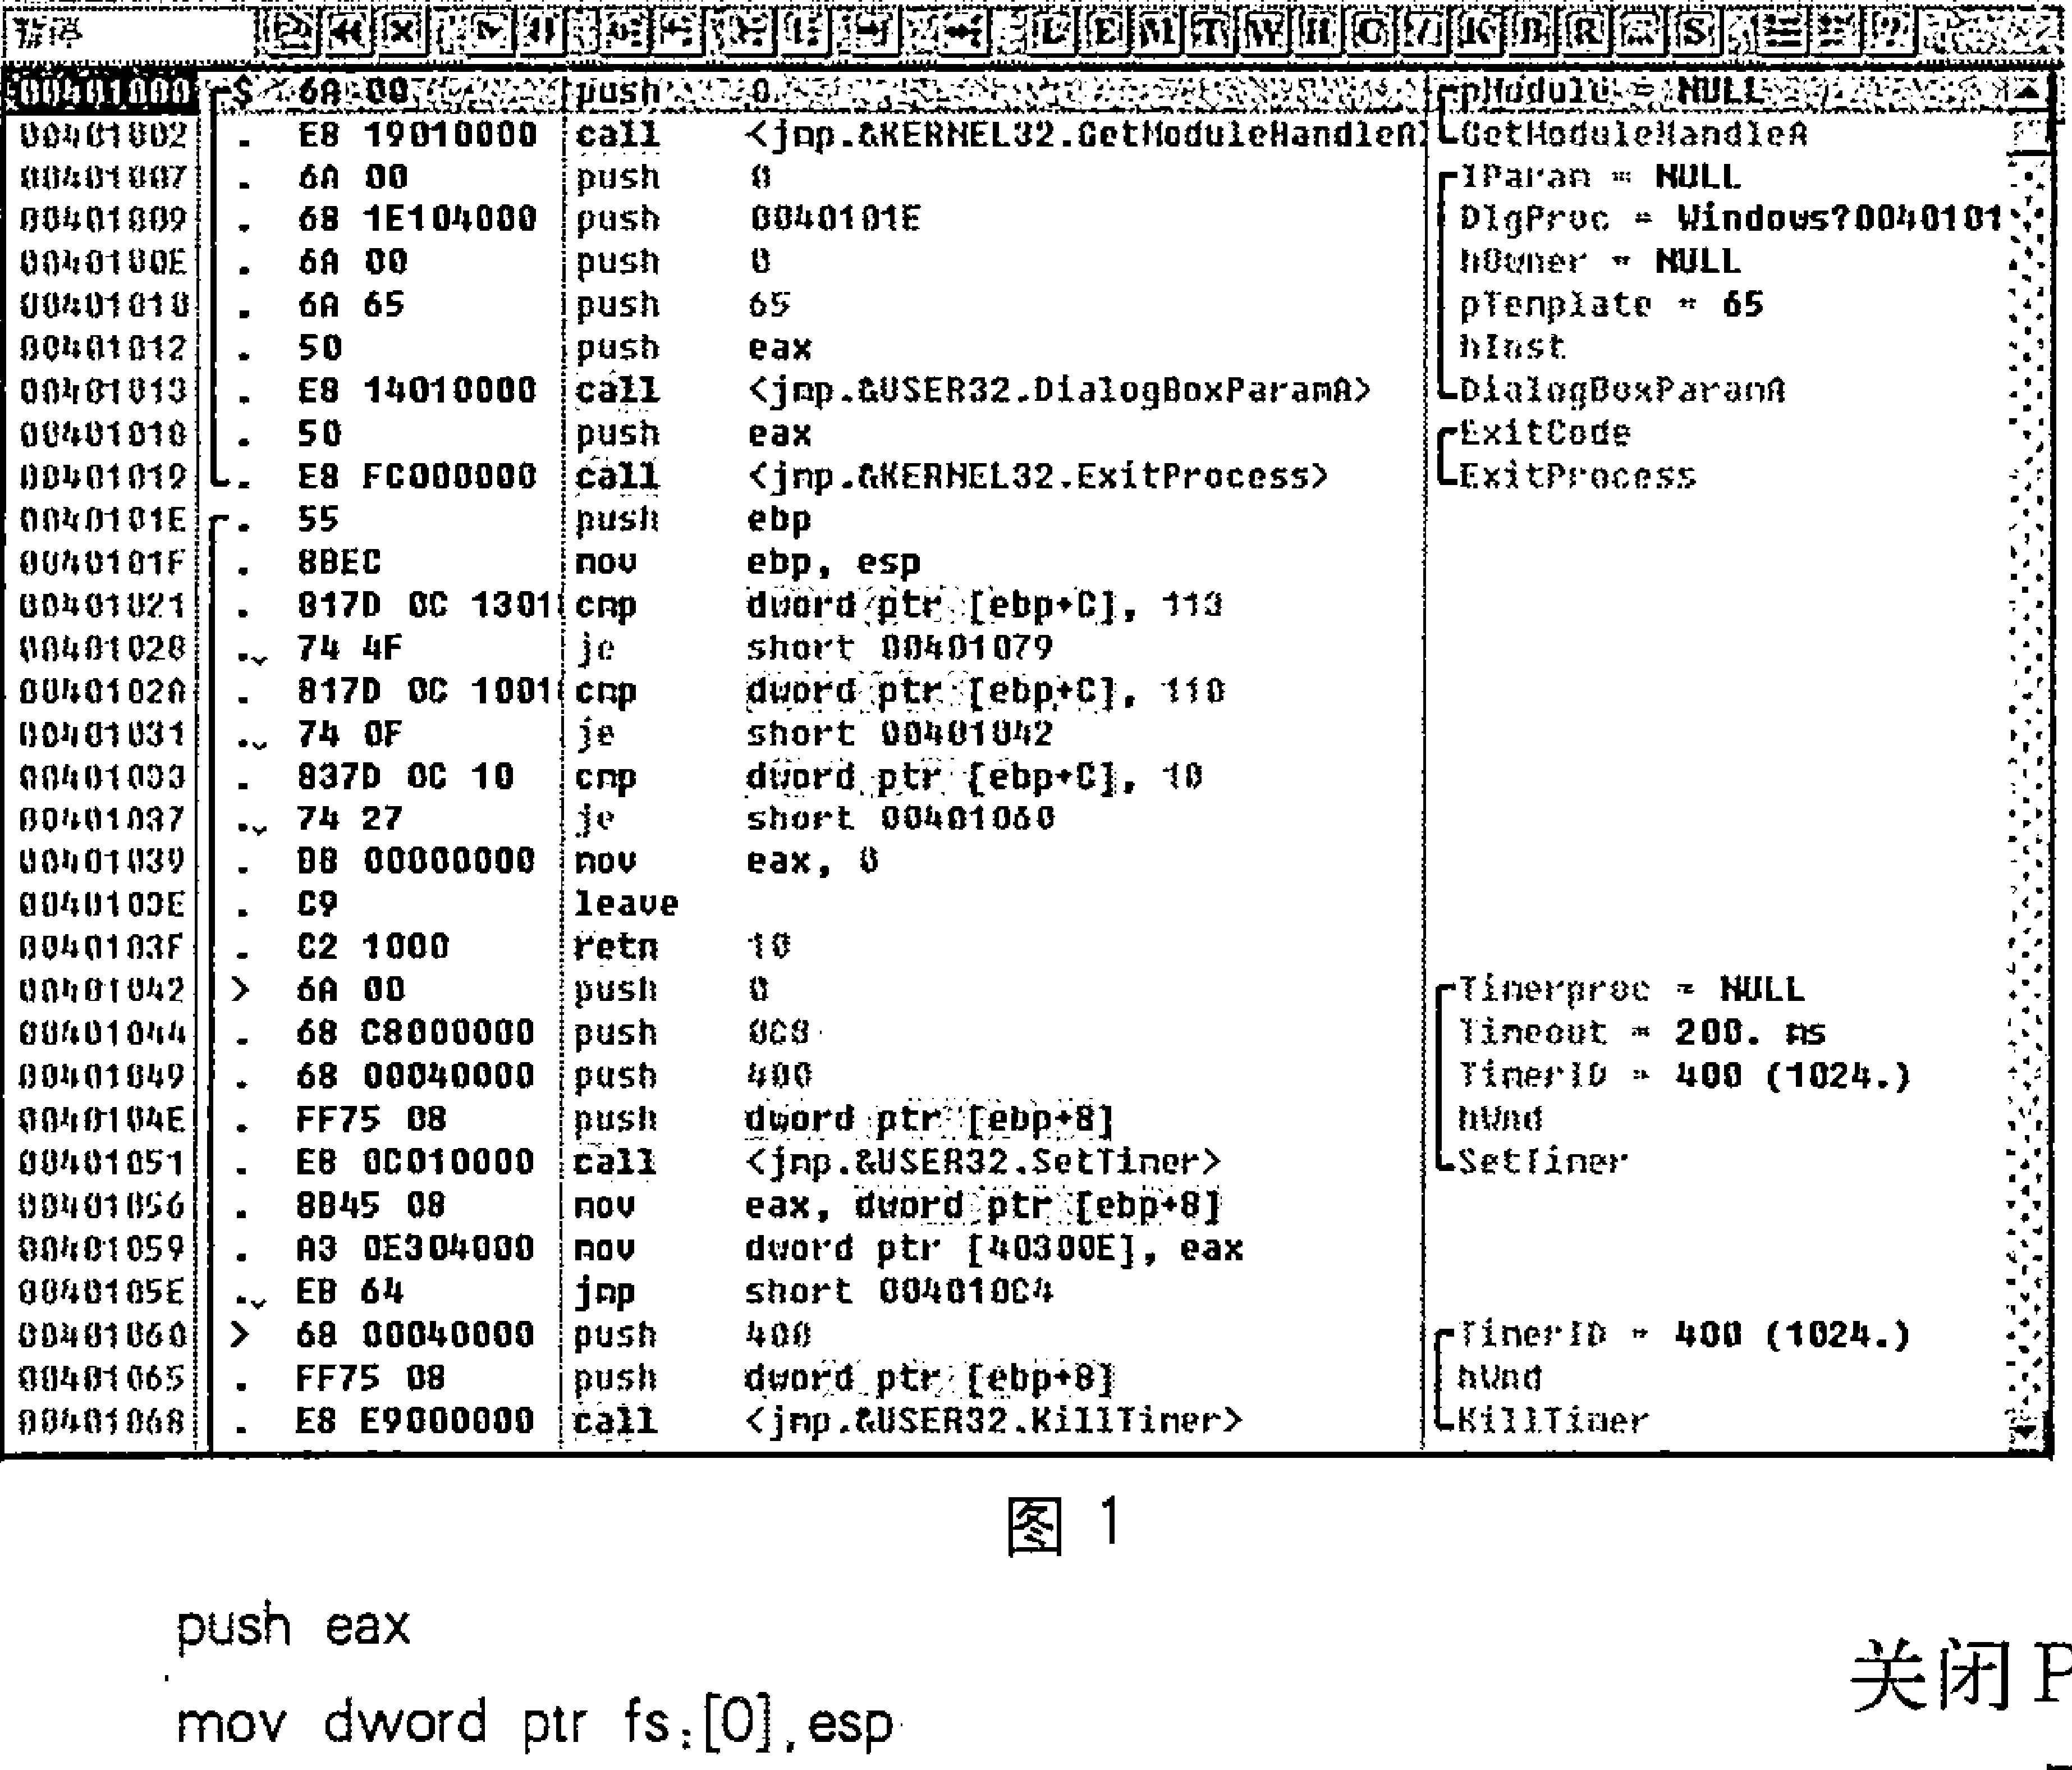 暂停 L E M T W H C / K B R ... S
00401000 $ 6A 00 push 0 pModule = NULL
00401002 . E8 19010000 call <jmp.&KERNEL32.GetModuleHandleA> GetModuleHandleA
00401007 . 6A 00 push 0 lParam = NULL
00401009 . 68 1E104000 push 0040101E DlgProc = Windows?0040101
0040100E . 6A 00 push 0 hOwner = NULL
00401010 . 6A 65 push 65 pTemplate = 65
00401012 . 50 push eax hInst
00401013 . E8 14010000 call <jmp.&USER32.DialogBoxParamA> DialogBoxParamA
00401018 . 50 push eax ExitCode
00401019 . E8 FC000000 call <jmp.&KERNEL32.ExitProcess> ExitProcess
0040101E . 55 push ebp
0040101F . 8BEC mov ebp, esp
00401021 . 817D 0C 1301 cmp dword ptr [ebp+C], 113
00401028 . 74 4F je short 00401079
0040102A . 817D 0C 1001 cmp dword ptr [ebp+C], 110
00401031 . 74 0F je short 00401042
00401033 . 837D 0C 10 cmp dword ptr [ebp+C], 10
00401037 . 74 27 je short 00401060
00401039 . B8 00000000 mov eax, 0
0040103E . C9 leave
0040103F . C2 1000 retn 10
00401042 > 6A 00 push 0 Timerproc = NULL
00401044 . 68 C8000000 push 0C8 Timeout = 200. ms
00401049 . 68 00040000 push 400 TimerID = 400 (1024.)
0040104E . FF75 08 push dword ptr [ebp+8] hWnd
00401051 . E8 0C010000 call <jmp.&USER32.SetTimer> SetTimer
00401056 . 8B45 08 mov eax, dword ptr [ebp+8]
00401059 . A3 0E304000 mov dword ptr [40300E], eax
0040105E . EB 64 jmp short 004010C4
00401060 > 68 00040000 push 400 TimerID = 400 (1024.)
00401065 . FF75 08 push dword ptr [ebp+8] hWnd
00401068 . E8 E9000000 call <jmp.&USER32.KillTimer> KillTimer
图 1
push eax
mov dword ptr fs:[0],esp
关闭 P